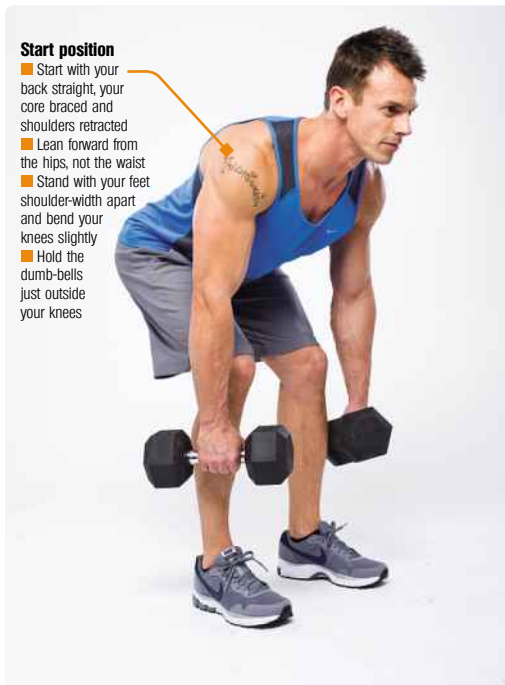 Start position
■ Start with your
back straight, your
core braced and
shoulders retracted
■ Lean forward from
the hips, not the waist
■ Stand with your feet
shoulder-width apart
and bend your
knees slightly
■ Hold the
dumb-bells
just outside
your knees